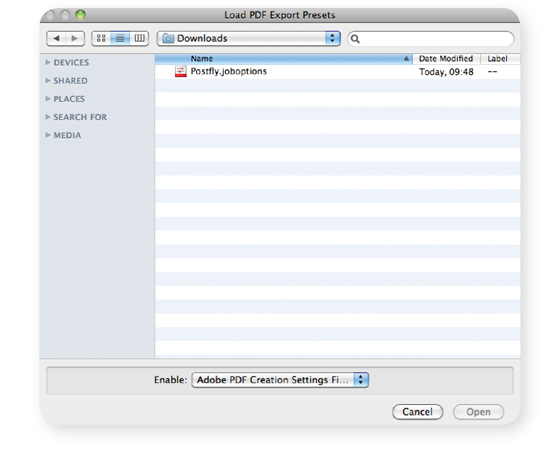 Load PDF Export Presets
Downloads
Name Date Modified Label
DEVICES
Postfly.joboptions Today, 09:48 --
SHARED
PLACES
SEARCH FOR
MEDIA
Enable: Adobe PDF Creation Settings Fi...
Cancel Open